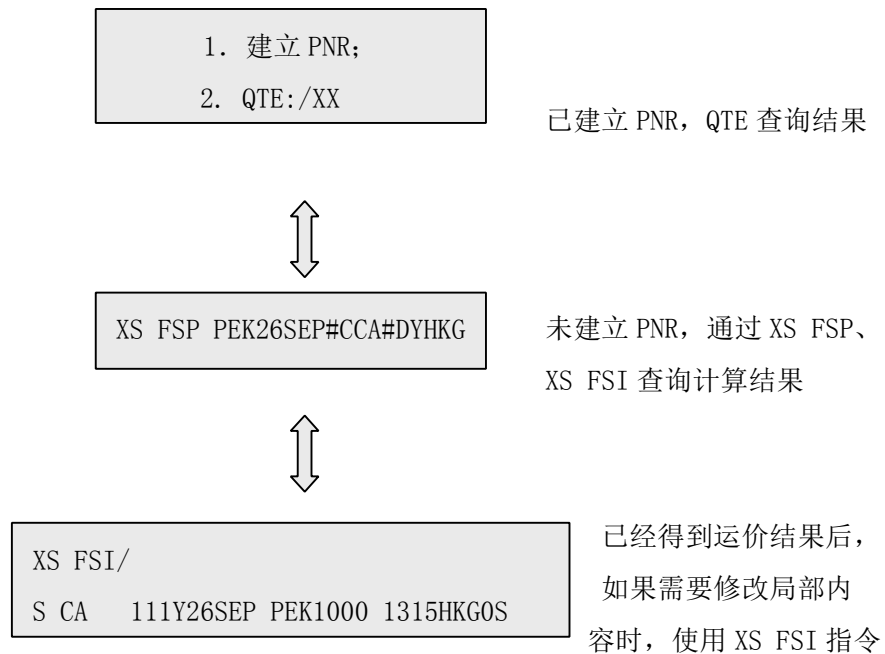 1. 建立 PNR;
2. QTE:/XX
已建立 PNR，QTE 查询结果
XS FSP PEK26SEP#CCA#DYHKG
未建立 PNR，通过 XS FSP、
XS FSI 查询计算结果
XS FSI/
S CA 111Y26SEP PEK1000 1315HKG0S
已经得到运价结果后，
如果需要修改局部内
容时，使用 XS FSI 指令